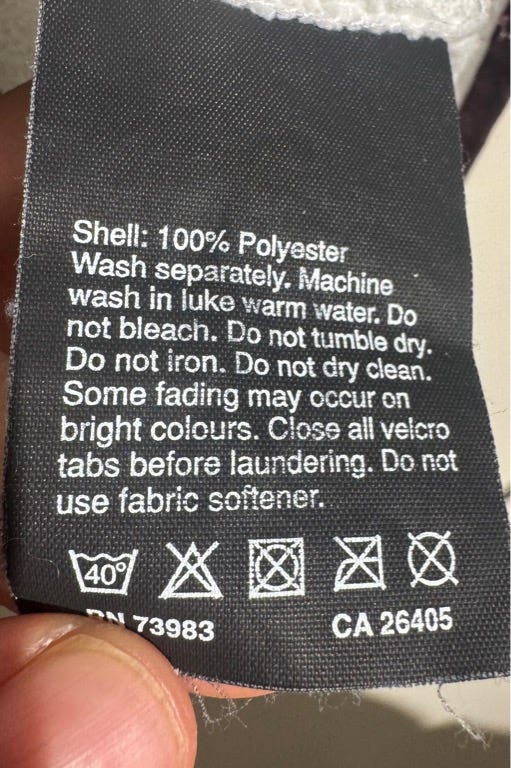 Shell: 100% Polyester
Wash separately. Machine
wash in luke warm water. Do
not bleach. Do not tumble dry.
Do not iron. Do not dry clean.
Some fading may occur on
bright colours. Close all velcro
tabs before laundering. Do not
use fabric softener.
40°
RN 73983 CA 26405